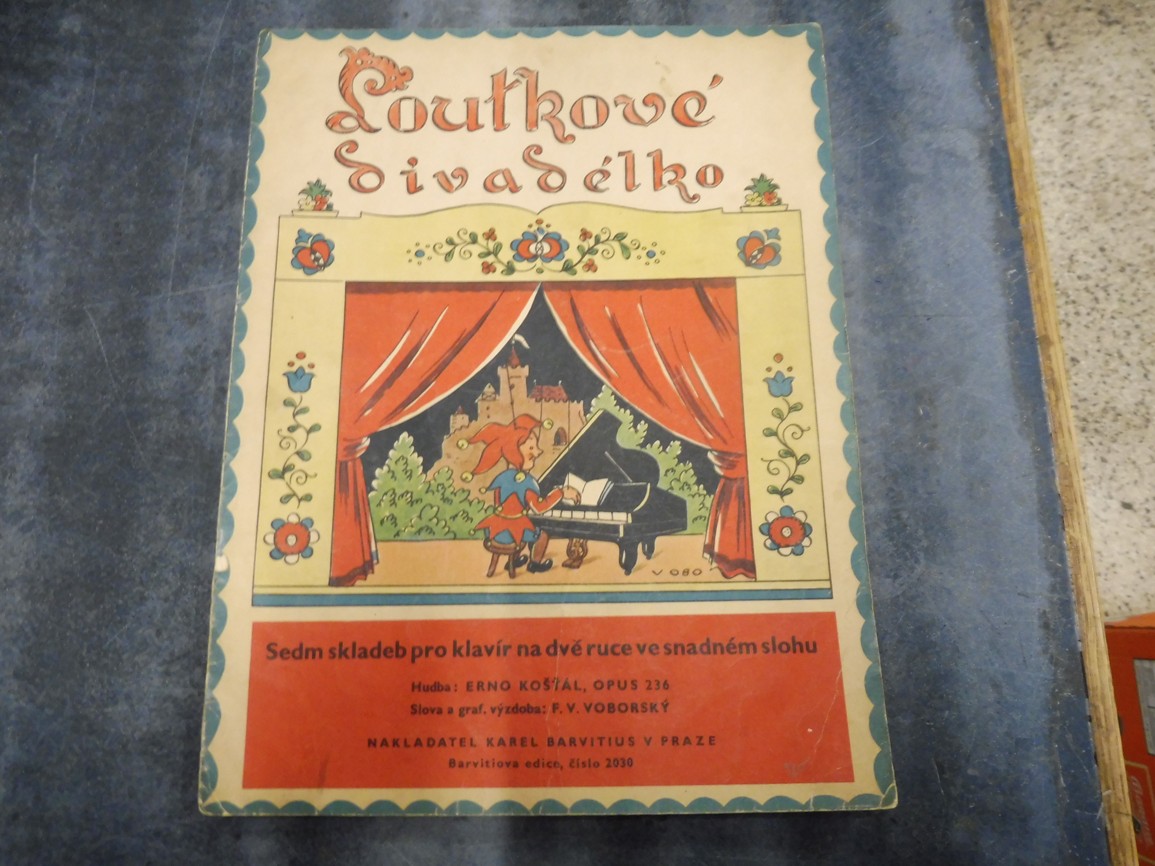 Loutkové
divadélko
VOBO
Sedm skladeb pro klavír na dvě ruce ve snadném slohu
Hudba: ERNO KOŠŤÁL, OPUS 236
Slova a graf. výzdoba: F. V. VOBORSKÝ
NAKLADATEL KAREL BARVITIUS V PRAZE
Barvitiova edice, číslo 2030